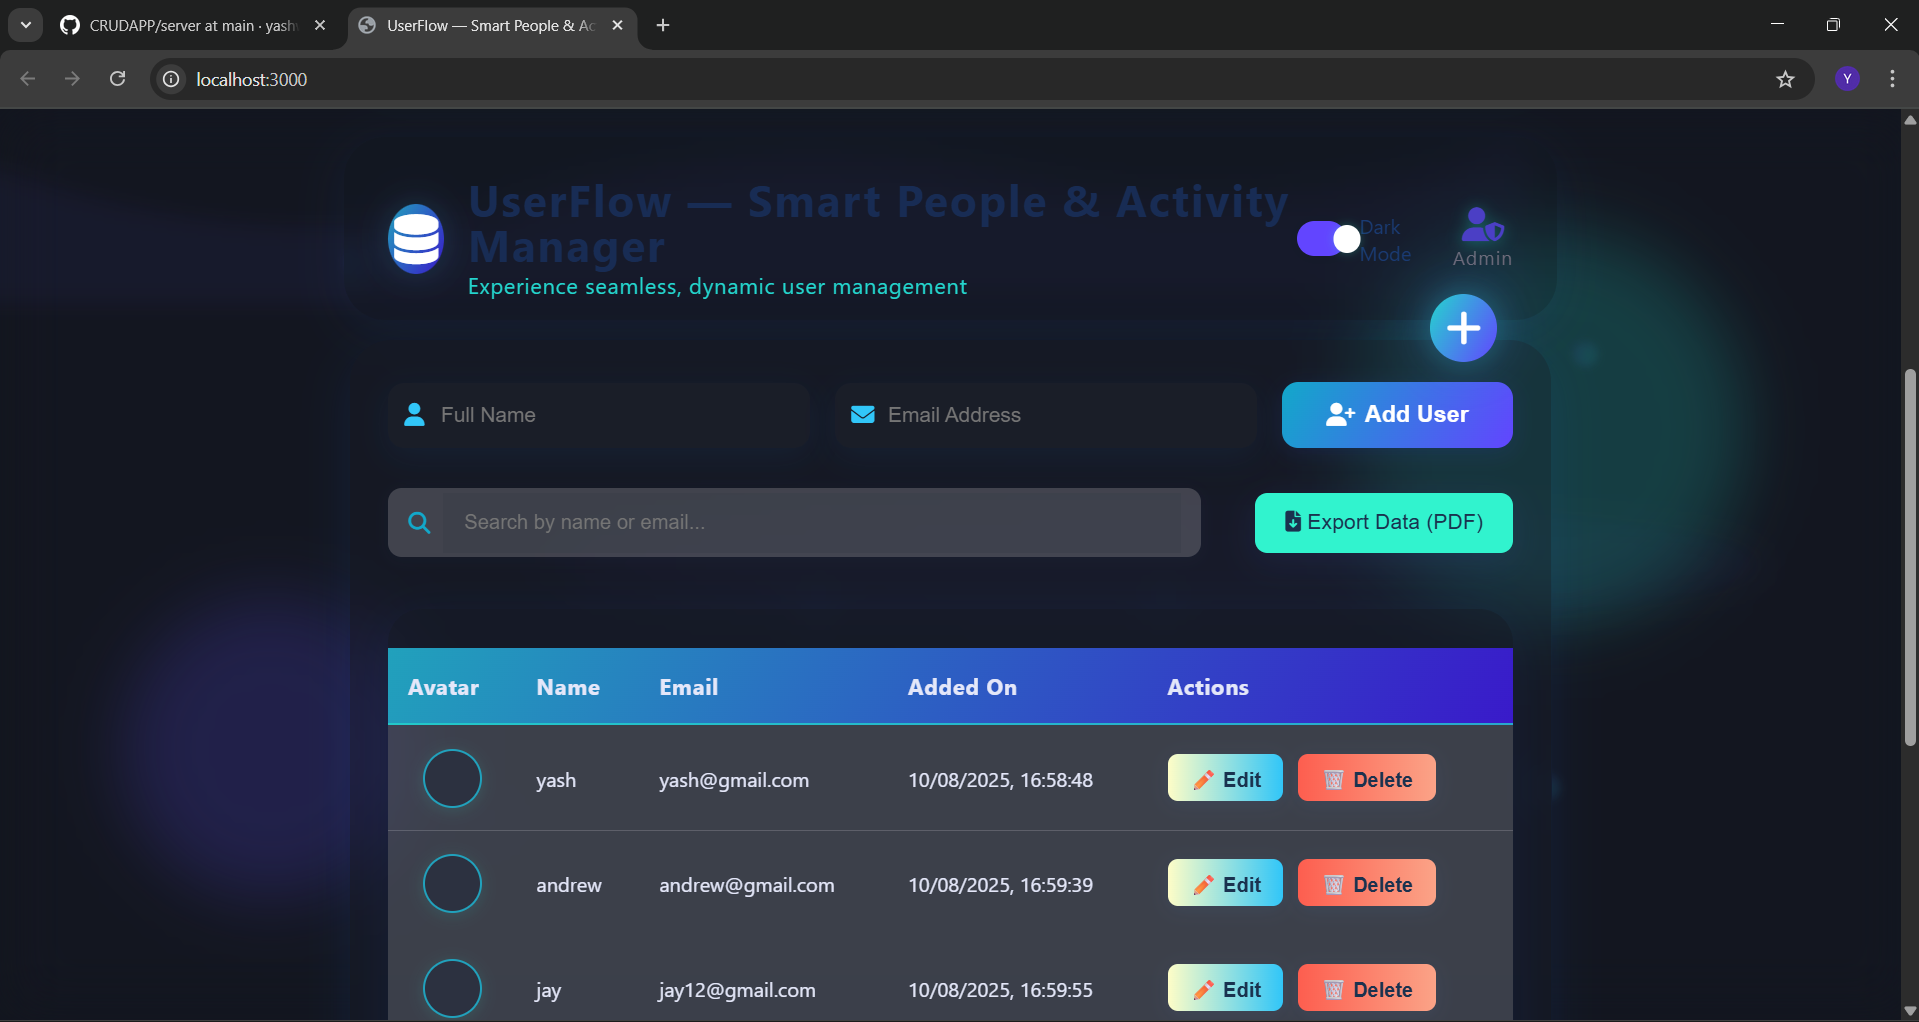 CRUDAPP/server at main · yash
UserFlow — Smart People & Ac
localhost:3000
Y
UserFlow — Smart People & Activity
Manager
Experience seamless, dynamic user management
Dark
Mode
Admin
Full Name
Email Address
Add User
Search by name or email...
Export Data (PDF)
Avatar Name Email Added On Actions
yash yash@gmail.com 10/08/2025, 16:58:48 Edit Delete
andrew andrew@gmail.com 10/08/2025, 16:59:39 Edit Delete
jay jay12@gmail.com 10/08/2025, 16:59:55 Edit Delete